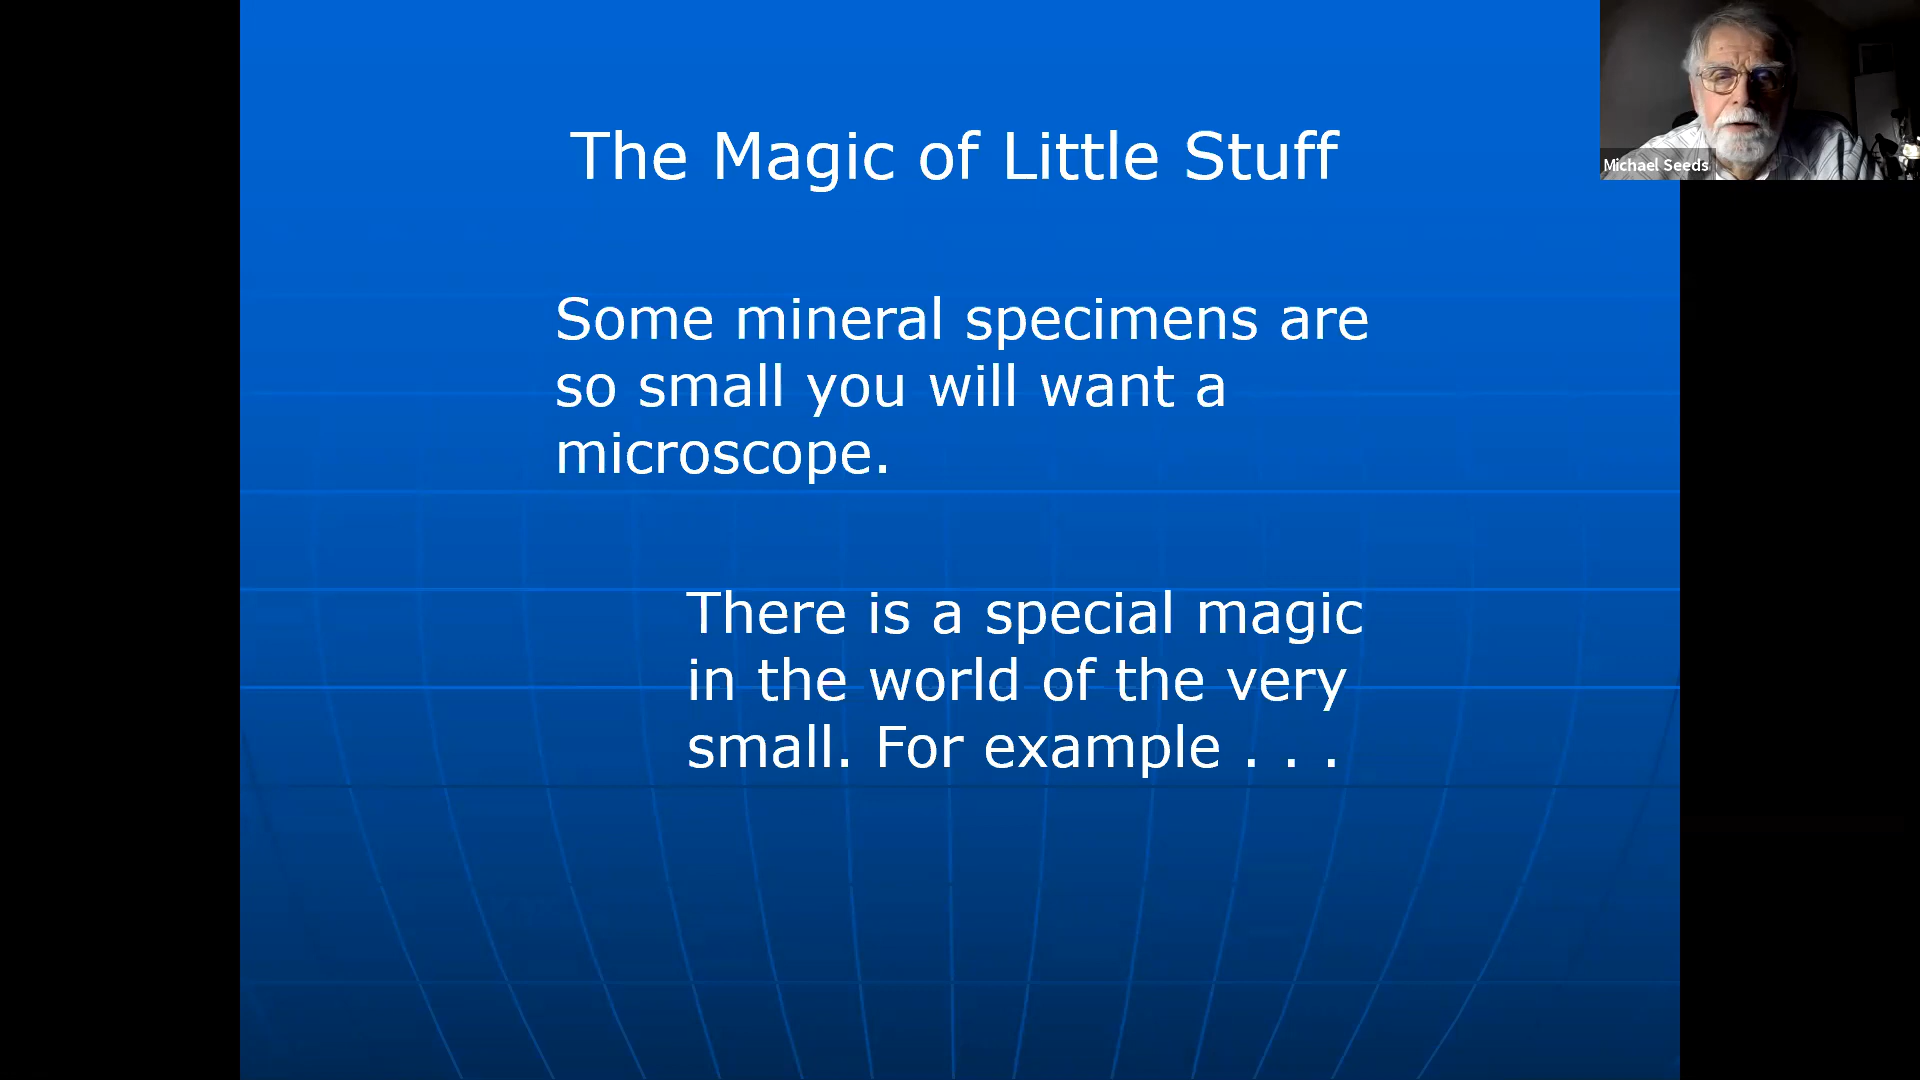 The Magic of Little Stuff
Michael Seeds
Some mineral specimens are
so small you will want a
microscope.
There is a special magic
in the world of the very
small. For example . . .